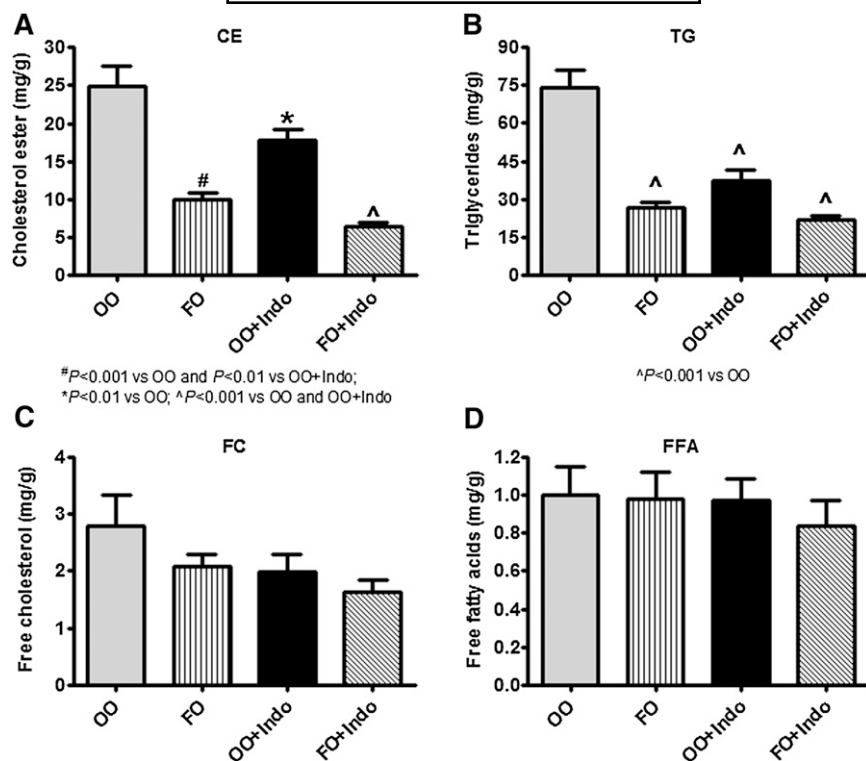 A
CE
Cholesterol ester (mg/g)
30
25
20
15
10
5
0
#
*
^
OO
FO
OO+Indo
FO+Indo
#P<0.001 vs OO and P<0.01 vs OO+Indo;
*P<0.01 vs OO; ^P<0.001 vs OO and OO+Indo
B
TG
Triglycerides (mg/g)
90
75
60
45
30
15
0
^
^
^
OO
FO
OO+Indo
FO+Indo
^P<0.001 vs OO
C
FC
Free cholesterol (mg/g)
4
3
2
1
0
OO
FO
OO+Indo
FO+Indo
D
FFA
Free fatty acids (mg/g)
1.2
1.0
0.8
0.6
0.4
0.2
0.0
OO
FO
OO+Indo
FO+Indo